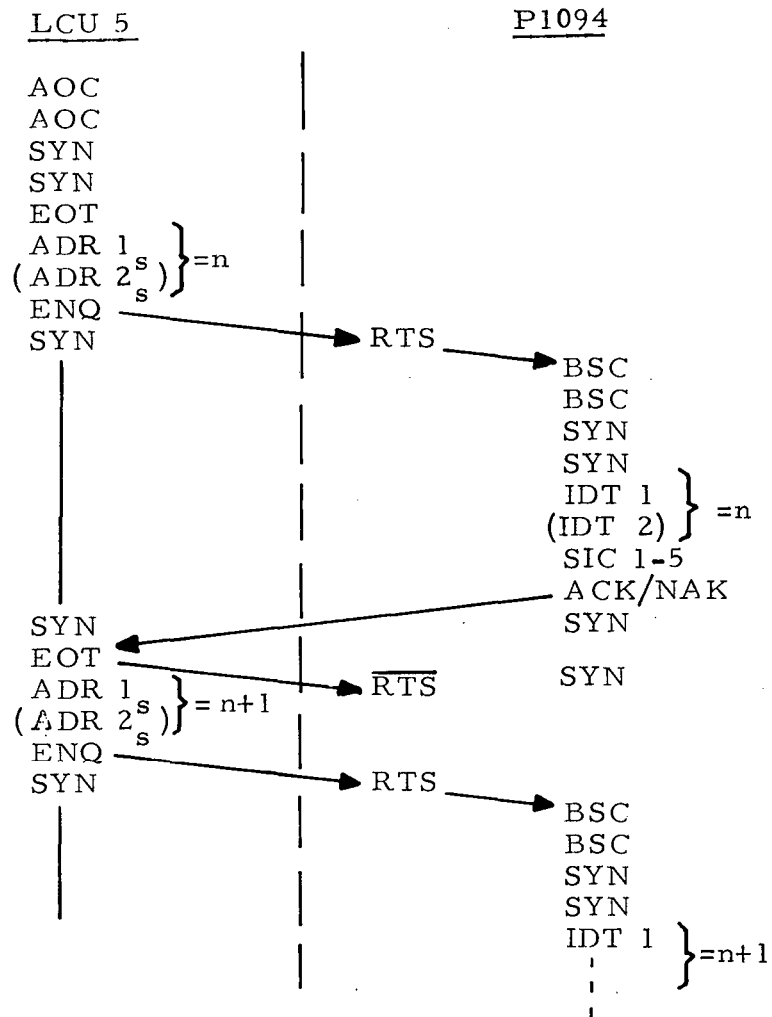 LCU 5
P1094
AOC
AOC
SYN
SYN
EOT
ADR 1s
(ADR 2s)
=n
ENQ
SYN
RTS
BSC
BSC
SYN
SYN
IDT 1
(IDT 2)
=n
SIC 1-5
ACK/NAK
SYN
SYN
SYN
EOT
ADR 1s
(ADR 2s)
=n+1
ENQ
SYN
RTS
RTS
BSC
BSC
SYN
SYN
IDT 1
=n+1